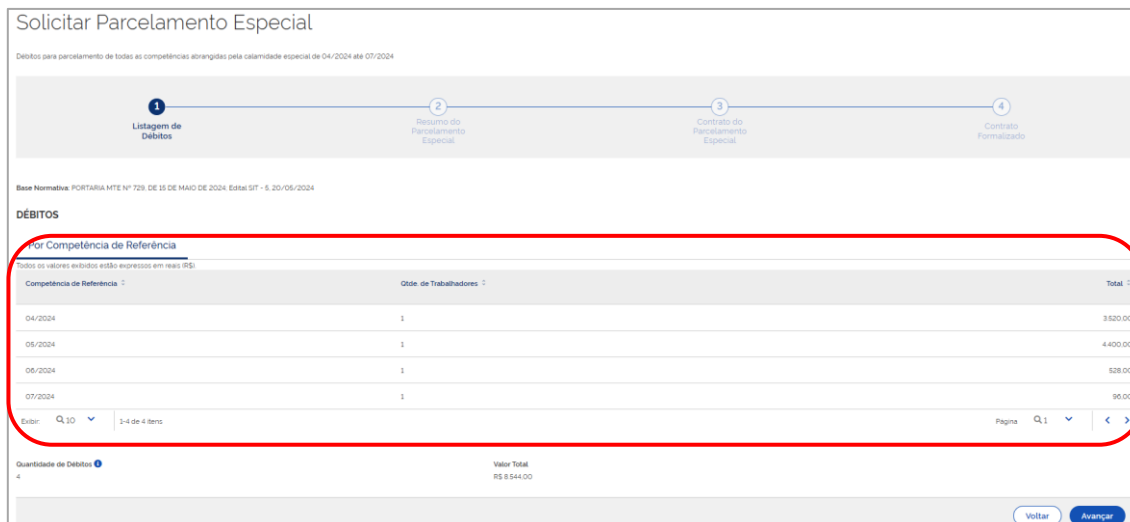 Solicitar Parcelamento Especial
Débitos para parcelamento de todas as competências abrangidas pela calamidade especial de 04/2024 até 07/2024
1
2
3
4
Listagem de
Débitos
Resumo do
Parcelamento
Especial
Contrato do
Parcelamento
Especial
Contrato
Formalizado
Base Normativa: PORTARIA MTE Nº 729, DE 15 DE MAIO DE 2024; Edital SIT - 5, 20/05/2024
DÉBITOS
Por Competência de Referência
Todos os valores exibidos estão expressos em reais (R$).
Competência de Referência Qtde. de Trabalhadores Total
04/2024 1 3.520,00
05/2024 1 4.400,00
06/2024 1 528,00
07/2024 1 96,00
Exibir: 10 1-4 de 4 itens Página 1
Quantidade de Débitos Valor Total
4 R$ 8.544,00
Voltar Avançar